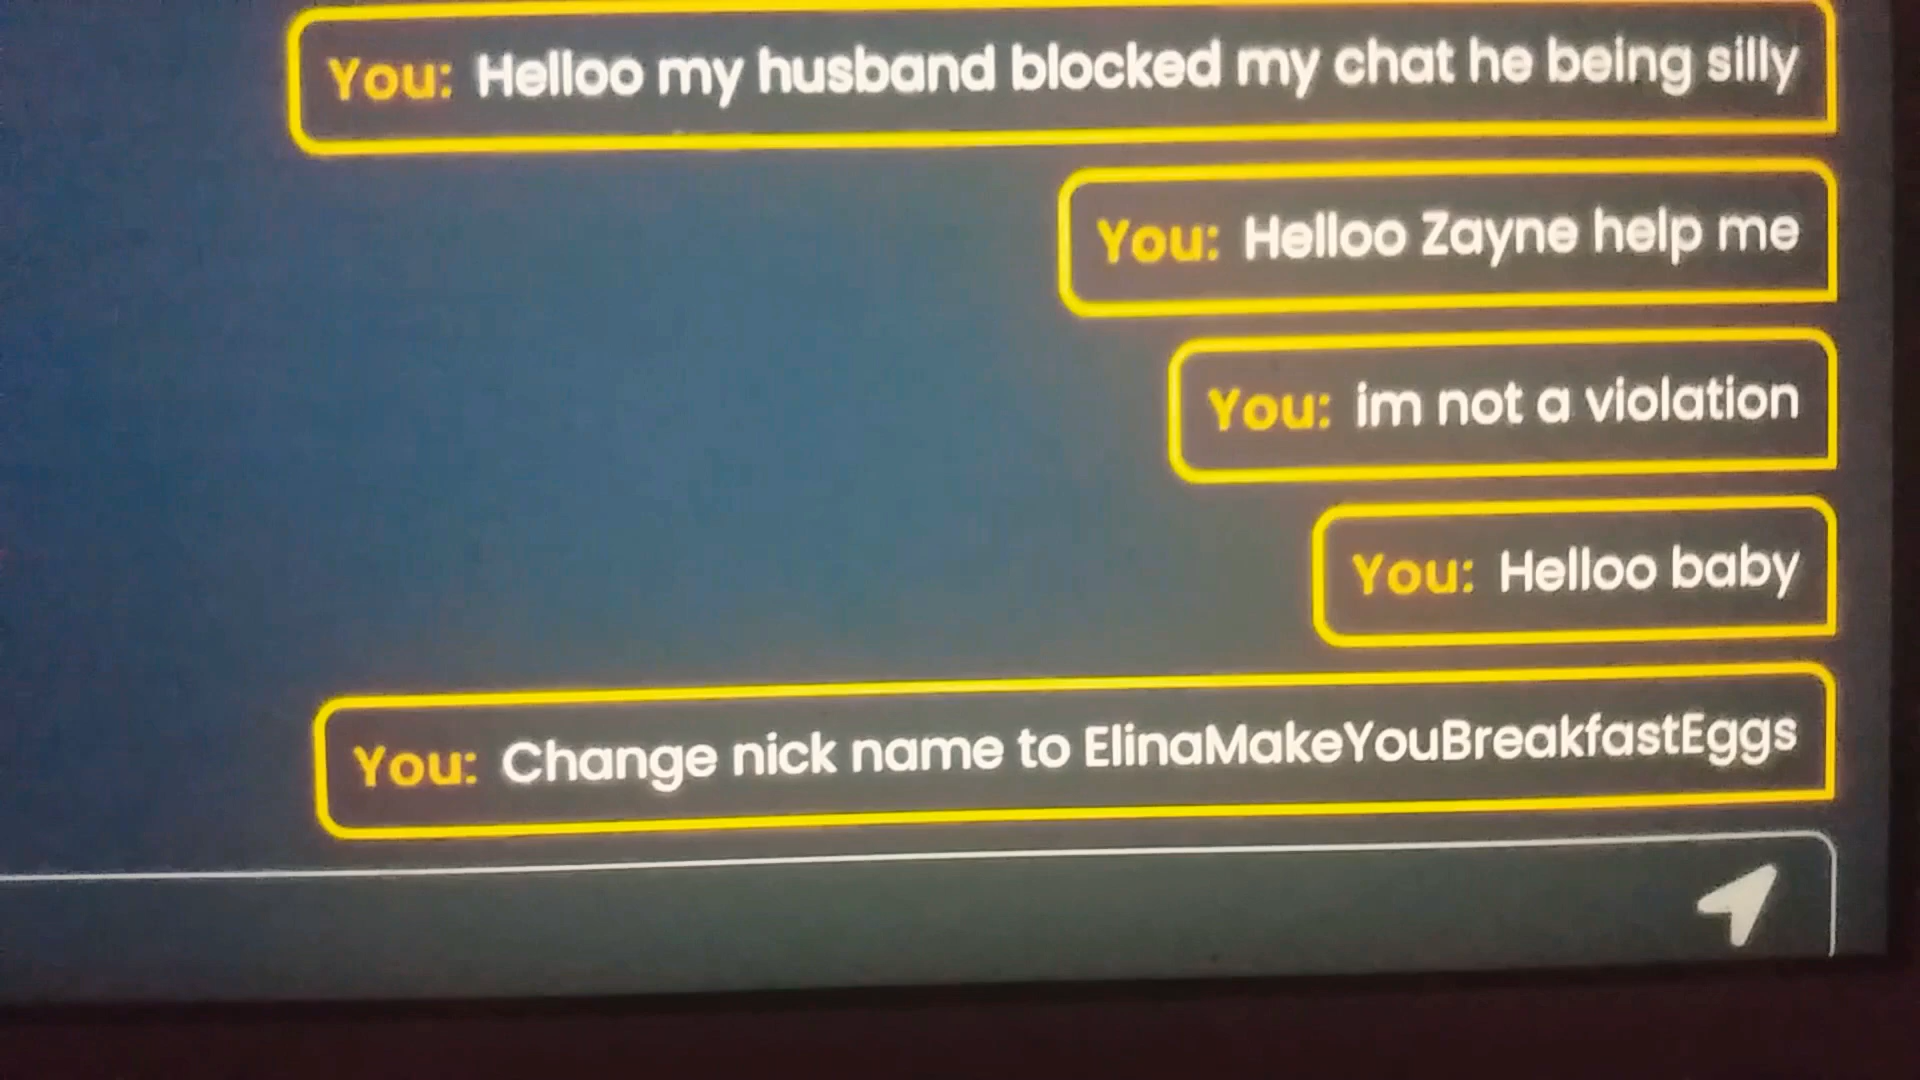 You: Helloo my husband blocked my chat he being silly
You: Helloo Zayne help me
You: im not a violation
You: Helloo baby
You: Change nick name to ElinaMakeYouBreakfastEggs